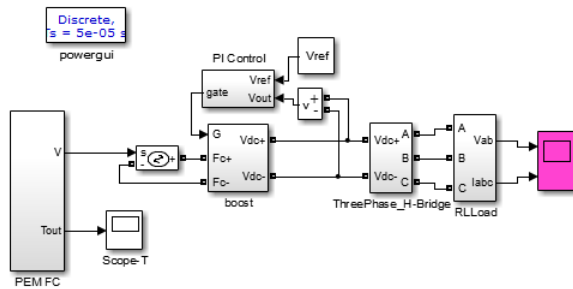 Discrete,
Ts = 5e-05 s
powergui
PI Control
Vref
gate
Vout
Vref
v
+
-
G
Fc+
Fc-
Vdc+
Vdc-
boost
s
-
+
V
Tout
PEM FC
Scope-T
Vdc+
Vdc-
A
B
C
ThreePhase_H-Bridge
A
B
C
Vab
Iabc
RLLoad